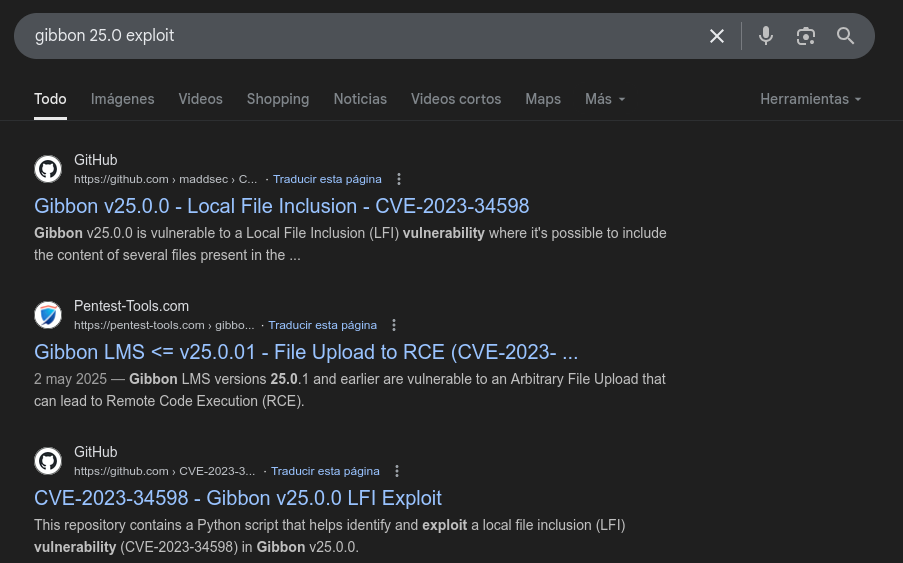 gibbon 25.0 exploit
Todo Imágenes Videos Shopping Noticias Videos cortos Maps Más Herramientas
GitHub
https://github.com › maddsec › C... · Traducir esta página
Gibbon v25.0.0 - Local File Inclusion - CVE-2023-34598
Gibbon v25.0.0 is vulnerable to a Local File Inclusion (LFI) vulnerability where it's possible to include
the content of several files present in the ...
Pentest-Tools.com
https://pentest-tools.com › gibbo... · Traducir esta página
Gibbon LMS <= v25.0.01 - File Upload to RCE (CVE-2023- ...
2 may 2025 — Gibbon LMS versions 25.0.1 and earlier are vulnerable to an Arbitrary File Upload that
can lead to Remote Code Execution (RCE).
GitHub
https://github.com › CVE-2023-3... · Traducir esta página
CVE-2023-34598 - Gibbon v25.0.0 LFI Exploit
This repository contains a Python script that helps identify and exploit a local file inclusion (LFI)
vulnerability (CVE-2023-34598) in Gibbon v25.0.0.